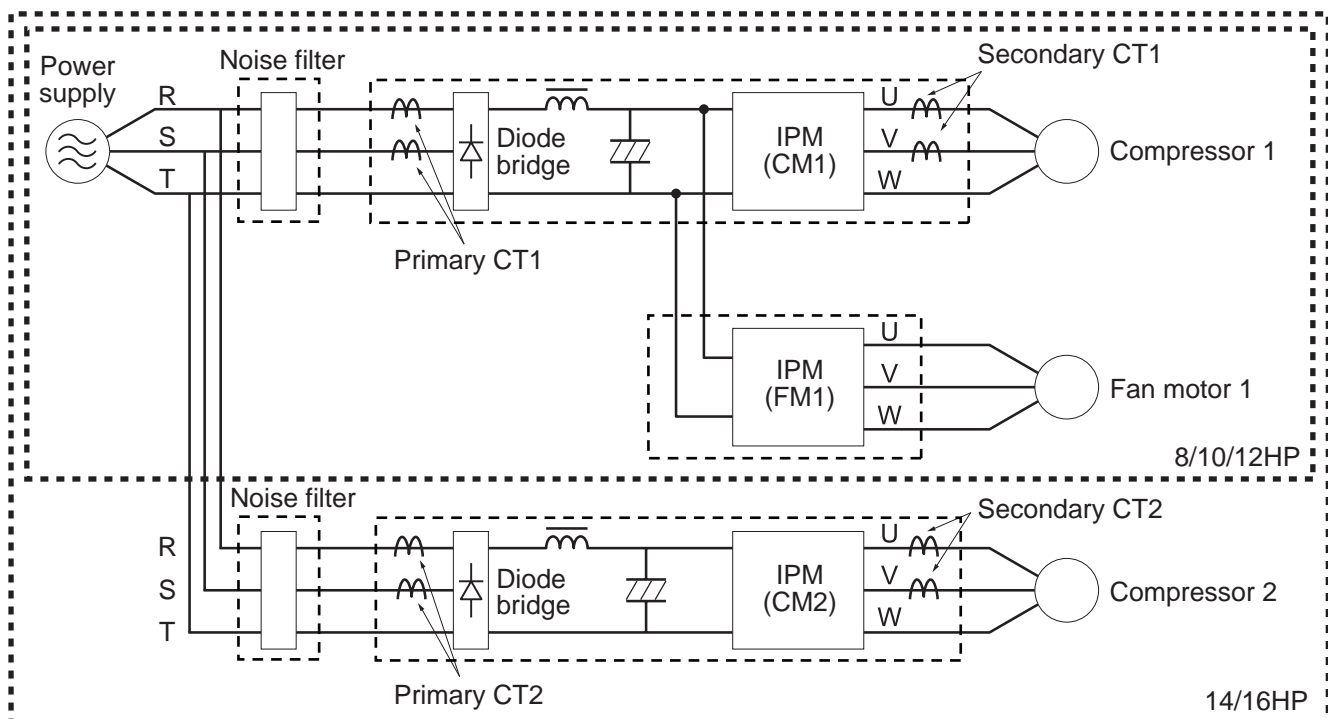 Power
supply
Noise filter
Secondary CT1
R
S
T
Diode
bridge
IPM
(CM1)
U
V
W
Compressor 1
Primary CT1
IPM
(FM1)
U
V
W
Fan motor 1
8/10/12HP
Noise filter
Secondary CT2
R
S
T
Diode
bridge
IPM
(CM2)
U
V
W
Compressor 2
Primary CT2
14/16HP